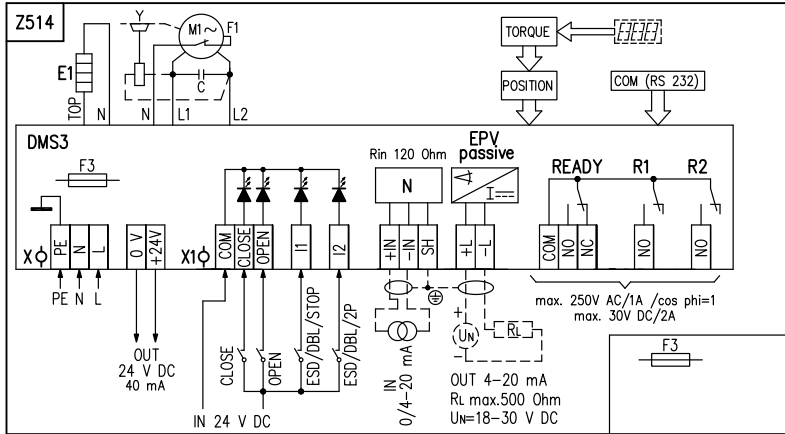 Z514
Y
M1~
F1
E1
C
TOP
N
N
L1
L2
TORQUE
POSITION
COM (RS 232)
DMS3
F3
Rin 120 Ohm
N
EPV
passive
I
READY
R1
R2
X
PE
N
L
0 V
+24V
X1
COM
CLOSE
OPEN
I1
I2
+IN
-IN
SH
+L
-L
COM
NO
NC
NO
NO
PE N L
OUT
24 V DC
40 mA
CLOSE
OPEN
ESD/DBL/STOP
ESD/DBL/2P
IN 24 V DC
IN
0/4-20 mA
+
UN
-
RL
OUT 4-20 mA
RL max.500 Ohm
UN=18-30 V DC
max. 250V AC/1A /cos phi=1
max. 30V DC/2A
F3